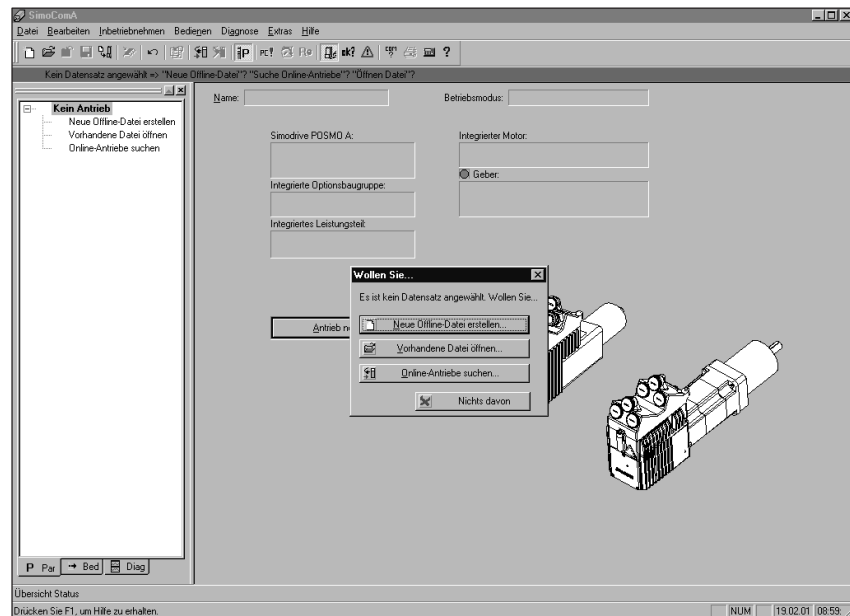 SimoComA
Datei Bearbeiten Inbetriebnehmen Bedienen Diagnose Extras Hilfe
P PC! Re ok? ?
Kein Datensatz angewählt => "Neue Offline-Datei"? "Suche Online-Antriebe"? "Öffnen Datei"?
Kein Antrieb
Neue Offline-Datei erstellen
Vorhandene Datei öffnen
Online-Antriebe suchen
Name:
Betriebsmodus:
Simodrive POSMO A:
Integrierter Motor:
Geber:
Integrierte Optionsbaugruppe:
Integriertes Leistungsteil:
Antrieb
Wollen Sie...
Es ist kein Datensatz angewählt. Wollen Sie...
Neue Offline-Datei erstellen...
Vorhandene Datei öffnen...
Online-Antriebe suchen...
Nichts davon
P Par Bed Diag
Übersicht Status
Drücken Sie F1, um Hilfe zu erhalten.
NUM 19.02.01 08:59: